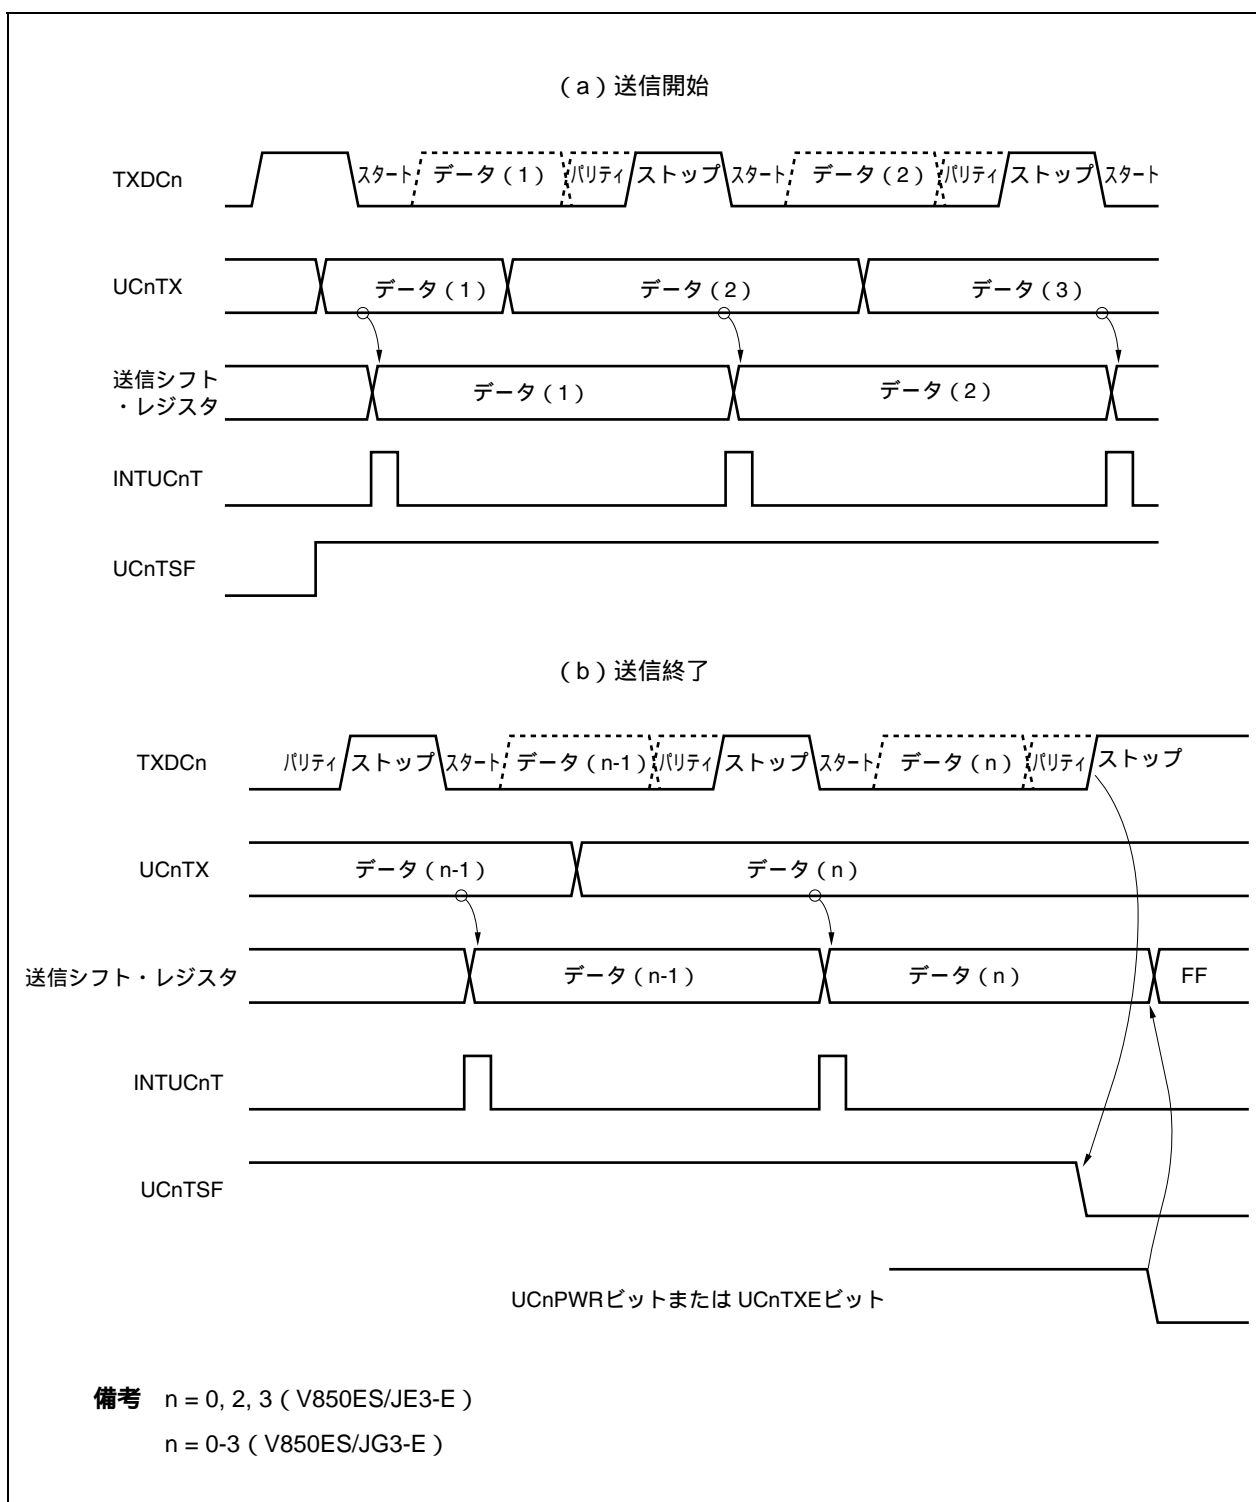 （a）送信開始
TXDCn スタート データ（1） パリティ ストップ スタート データ（2） パリティ ストップ スタート
UCnTX データ（1） データ（2） データ（3）
送信シフト
・レジスタ データ（1） データ（2）
INTUCnT
UCnTSF
（b）送信終了
TXDCn パリティ ストップ スタート データ（n-1） パリティ ストップ スタート データ（n） パリティ ストップ
UCnTX データ（n-1） データ（n）
送信シフト・レジスタ データ（n-1） データ（n） FF
INTUCnT
UCnTSF
UCnPWRビットまたは UCnTXEビット
備考 n = 0, 2, 3（V850ES/JE3-E）
n = 0-3（V850ES/JG3-E）